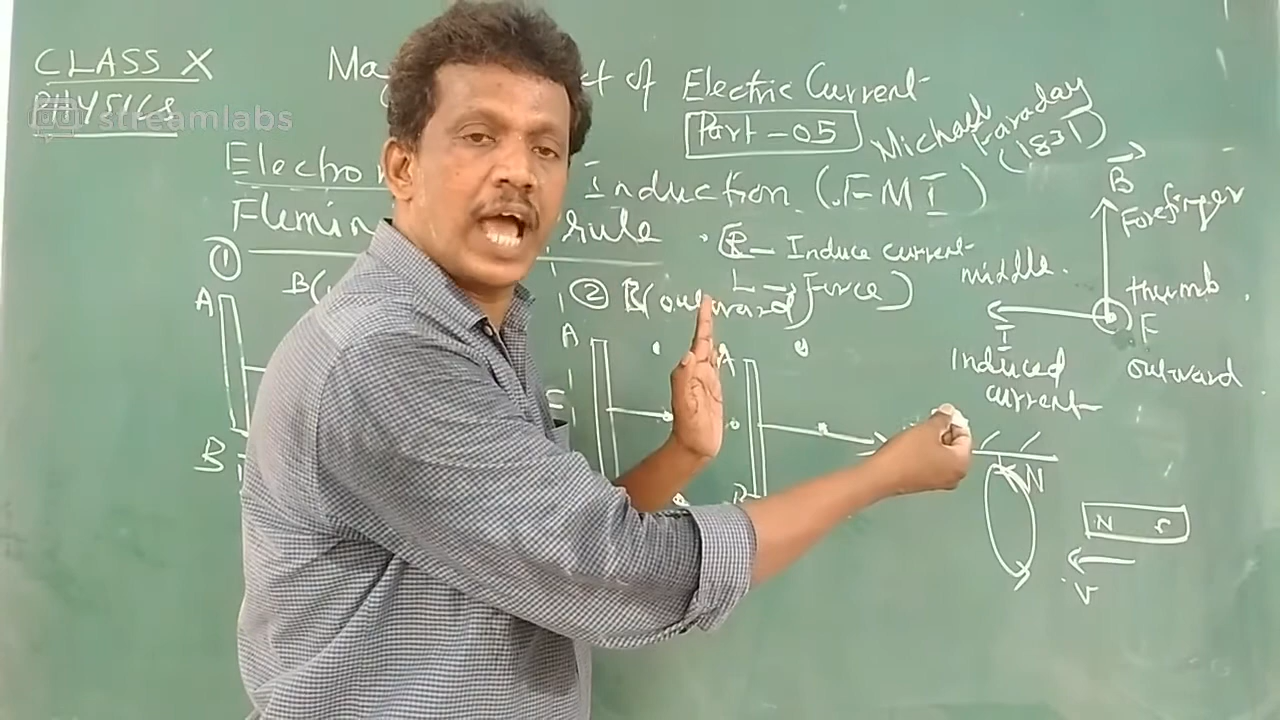 CLASS X
PHYSICS
streamlabs
Ma ct of Electric Current
Part-05
Michael Faraday
(1831)
Electro Induction (EMI)
Flemin rule
R - Induce current
L → Force
① B(
A
B
② B(outward)
A
A
B
Forefinger
middle
thumb
F
I
Induced current
outward
N
N S
V